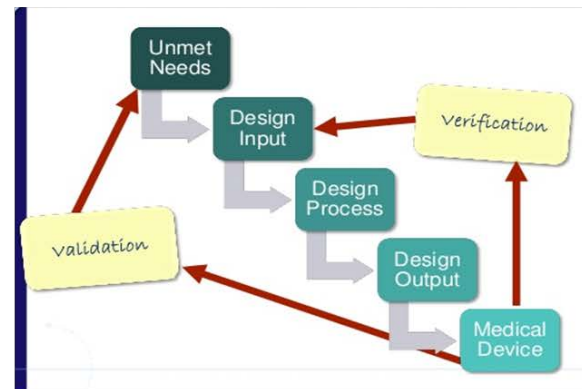 Unmet
Needs
Design
Input
Verification
Design
Process
Validation
Design
Output
Medical
Device